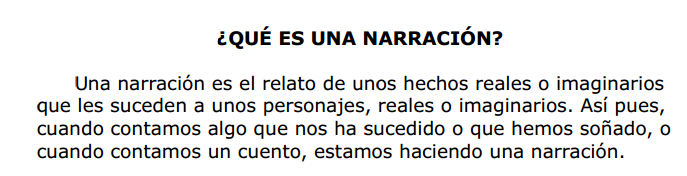 ¿QUÉ ES UNA NARRACIÓN?
Una narración es el relato de unos hechos reales o imaginarios
que les suceden a unos personajes, reales o imaginarios. Así pues,
cuando contamos algo que nos ha sucedido o que hemos soñado, o
cuando contamos un cuento, estamos haciendo una narración.